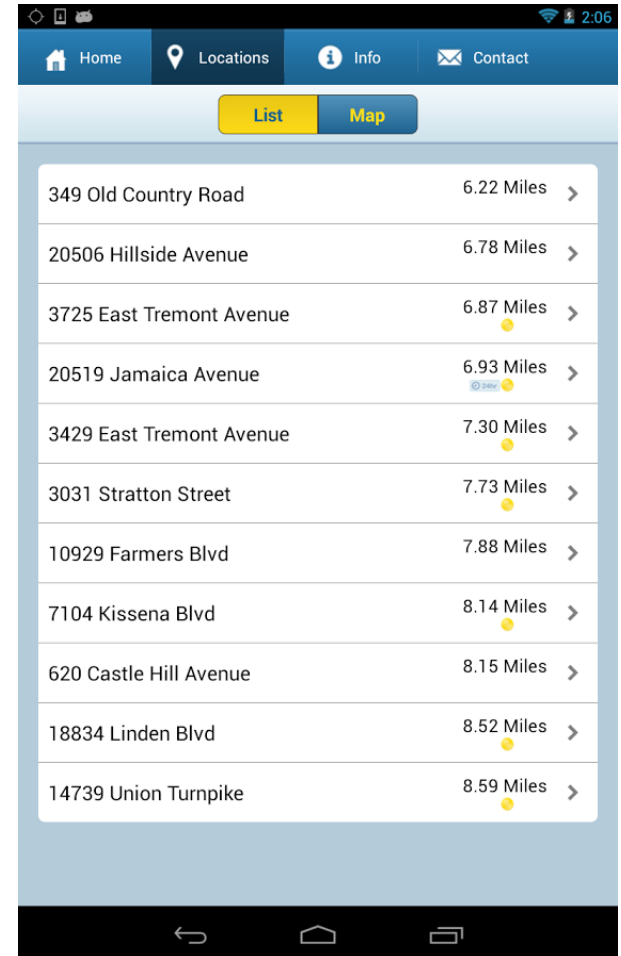 2:06
Home Locations Info Contact
List Map
349 Old Country Road 6.22 Miles
20506 Hillside Avenue 6.78 Miles
3725 East Tremont Avenue 6.87 Miles
20519 Jamaica Avenue 6.93 Miles
24hr
3429 East Tremont Avenue 7.30 Miles
3031 Stratton Street 7.73 Miles
10929 Farmers Blvd 7.88 Miles
7104 Kissena Blvd 8.14 Miles
620 Castle Hill Avenue 8.15 Miles
18834 Linden Blvd 8.52 Miles
14739 Union Turnpike 8.59 Miles